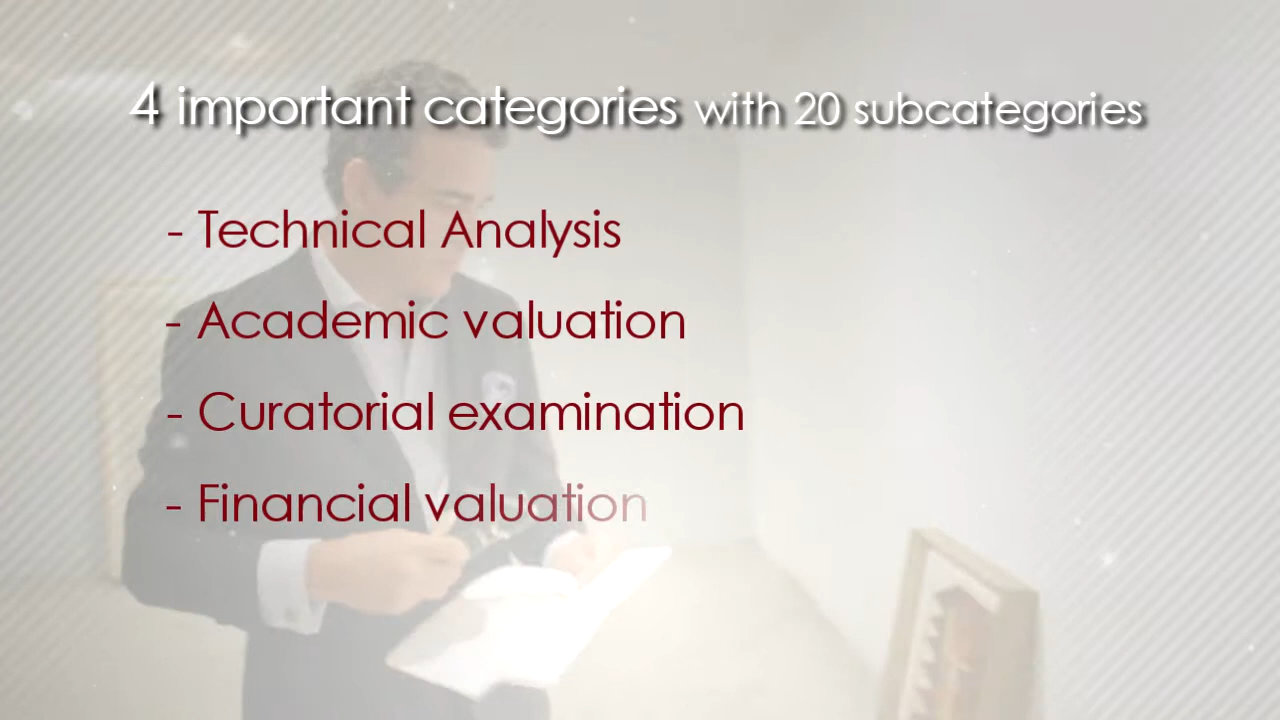 4 important categories with 20 subcategories
- Technical Analysis
- Academic valuation
- Curatorial examination
- Financial valuation